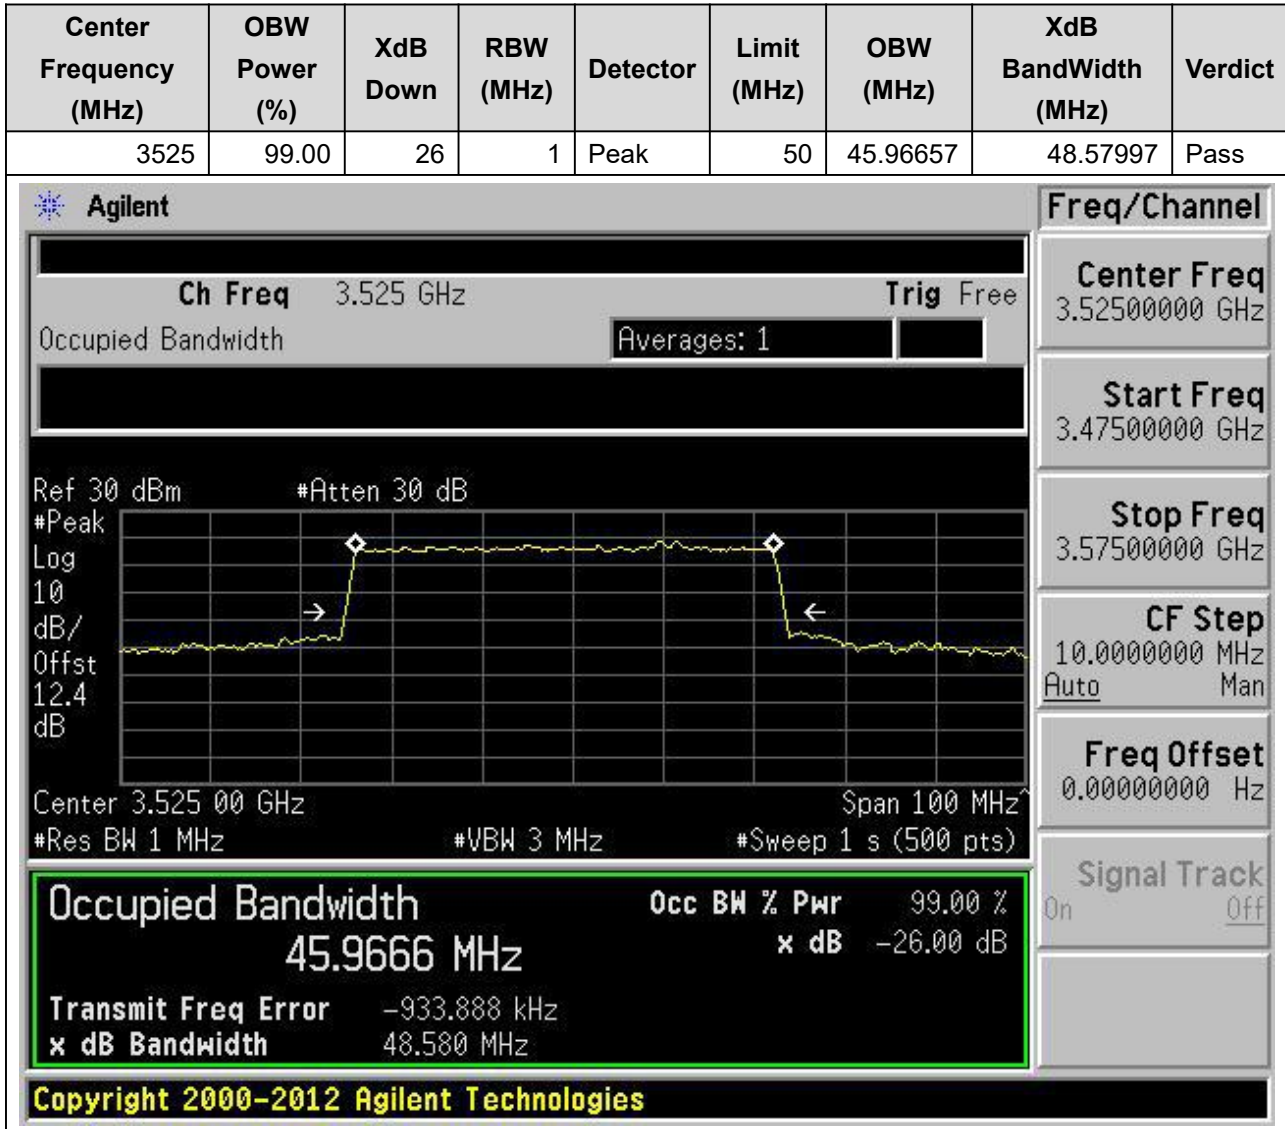 Center Frequency (MHz) OBW Power (%) XdB Down RBW (MHz) Detector Limit (MHz) OBW (MHz) XdB BandWidth (MHz) Verdict
3525 99.00 26 1 Peak 50 45.96657 48.57997 Pass
Agilent Freq/Channel
Ch Freq 3.525 GHz Trig Free
Occupied Bandwidth Averages: 1
Center Freq
3.52500000 GHz
Start Freq
3.47500000 GHz
Stop Freq
3.57500000 GHz
CF Step
10.0000000 MHz
Auto Man
Freq Offset
0.00000000 Hz
Signal Track
On Off
Ref 30 dBm #Atten 30 dB
#Peak
Log
10
dB/
Offst
12.4
dB
Center 3.525 00 GHz Span 100 MHz^
#Res BW 1 MHz #VBW 3 MHz #Sweep 1 s (500 pts)
Occupied Bandwidth Occ BW % Pwr 99.00 %
45.9666 MHz x dB -26.00 dB
Transmit Freq Error -933.888 kHz
x dB Bandwidth 48.580 MHz
Copyright 2000-2012 Agilent Technologies